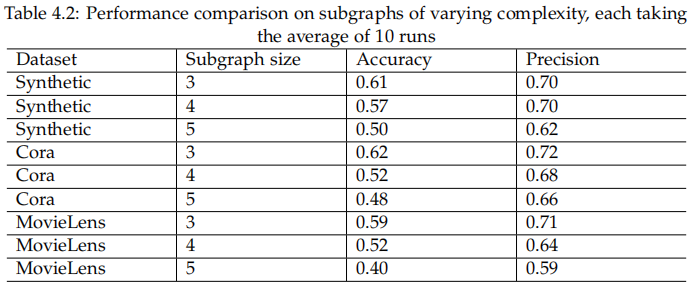 Table 4.2: Performance comparison on subgraphs of varying complexity, each taking
the average of 10 runs
Dataset Subgraph size Accuracy Precision
Synthetic 3 0.61 0.70
Synthetic 4 0.57 0.70
Synthetic 5 0.50 0.62
Cora 3 0.62 0.72
Cora 4 0.52 0.68
Cora 5 0.48 0.66
MovieLens 3 0.59 0.71
MovieLens 4 0.52 0.64
MovieLens 5 0.40 0.59